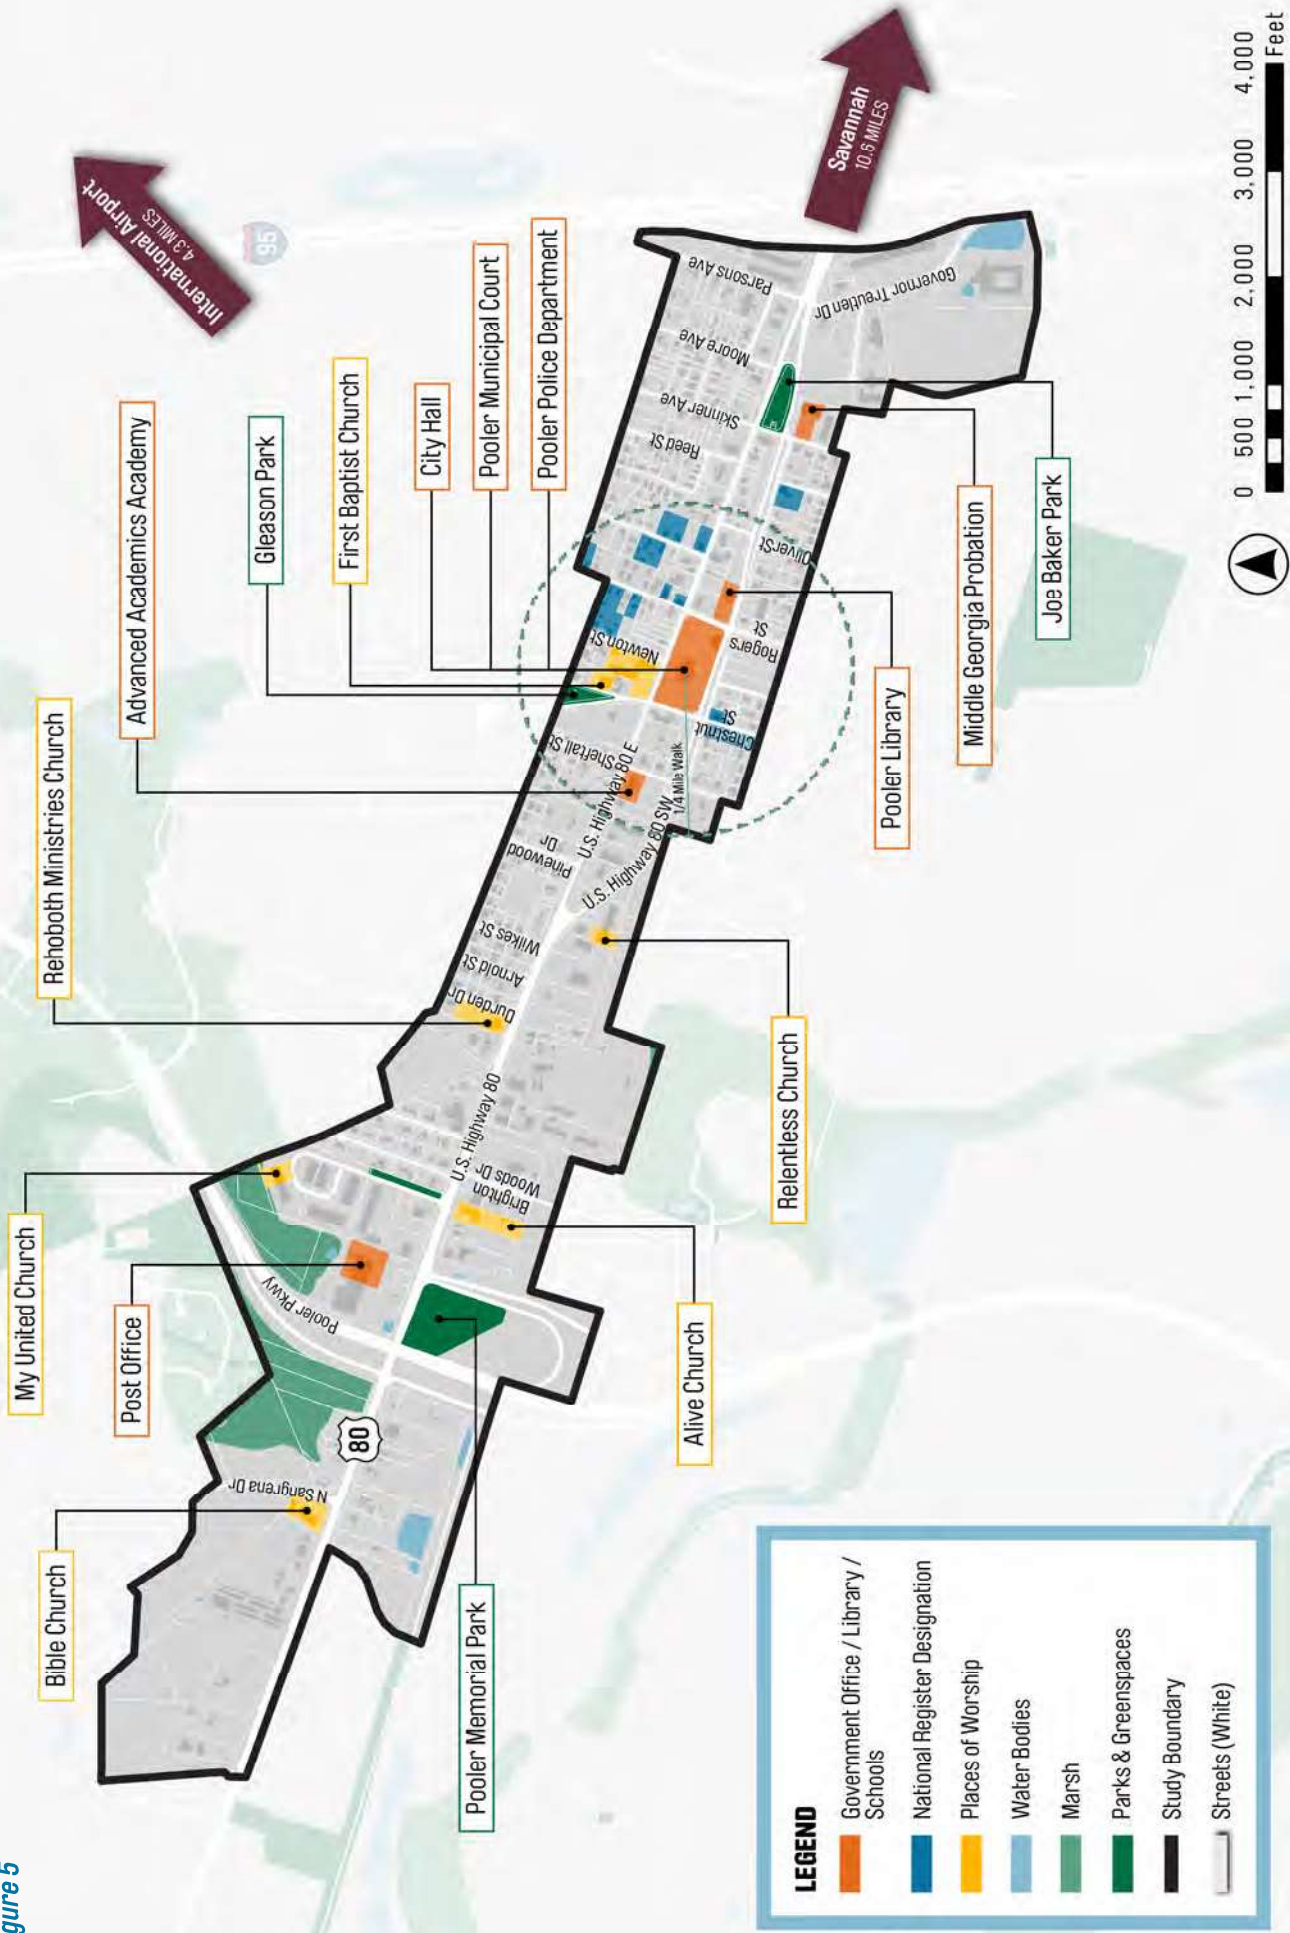 gure 5
Bible Church
My United Church
Post Office
Rehoboth Ministries Church
Advanced Academics Academy
Gleason Park
First Baptist Church
City Hall
Pooler Municipal Court
Pooler Police Department
International Airport
4.3 MILES
95
Savannah
10.6 MILES
N Sangrena Dr
80
Pooler Pkwy
U.S. Highway 80
Brighton
Woods Dr
Durden Dr
Arnold St
Wilkes St
Pinewood
Dr
U.S. Highway 80 E
U.S. Highway 80 SW
Sheftall St
1/4 Mile Walk
Chestnut
St
Newton St
Rogers
St
Oliver St
Reed St
Skinner Ave
Moore Ave
Parsons Ave
Governor Treutlen Dr
Pooler Memorial Park
Alive Church
Relentless Church
Pooler Library
Middle Georgia Probation
Joe Baker Park
LEGEND
Government Office / Library /
Schools
National Register Designation
Places of Worship
Water Bodies
Marsh
Parks & Greenspaces
Study Boundary
Streets (White)
0 500 1,000 2,000 3,000 4,000
Feet